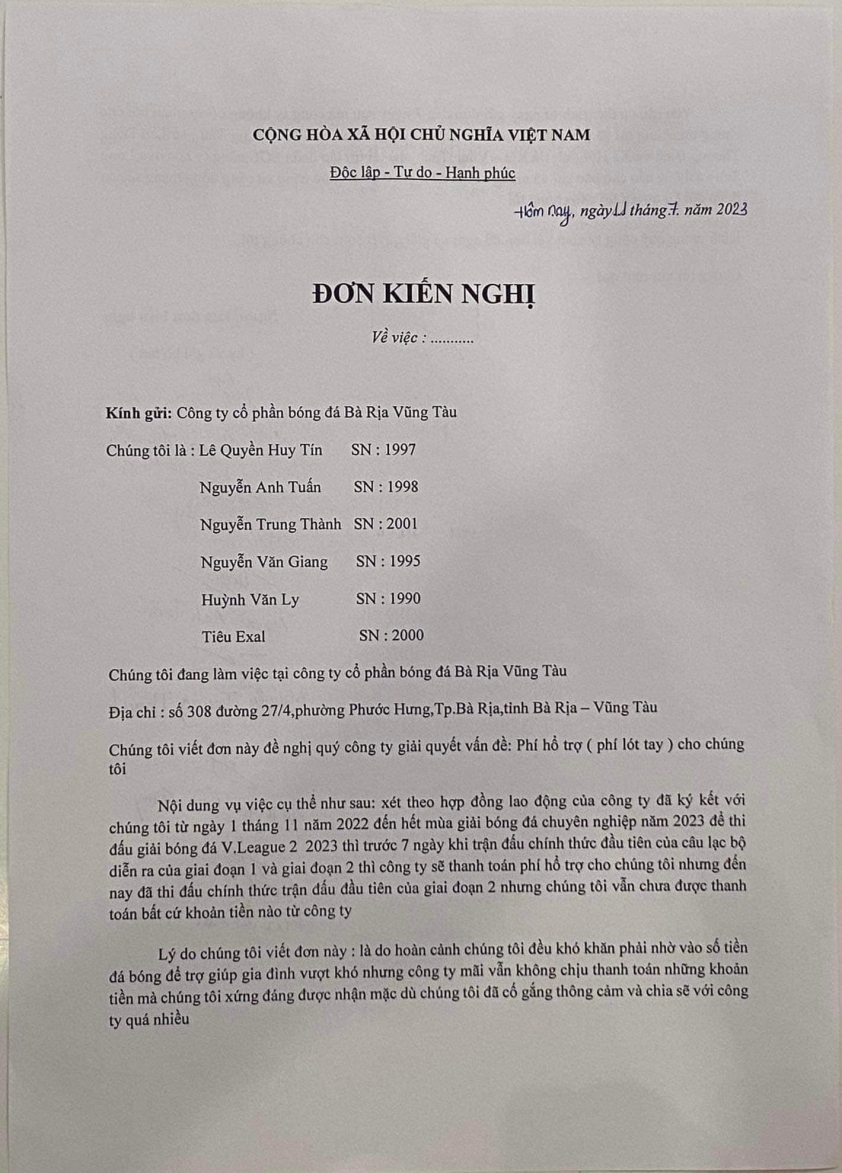 CỘNG HÒA XÃ HỘI CHỦ NGHĨA VIỆT NAM
Độc lập - Tự do - Hạnh phúc
Hôm nay, ngày 11 tháng 7. năm 2023
ĐƠN KIẾN NGHỊ
Về việc : ...........
Kính gửi: Công ty cổ phần bóng đá Bà Rịa Vũng Tàu
Chúng tôi là : Lê Quyền Huy Tín SN : 1997
Nguyễn Anh Tuấn SN : 1998
Nguyễn Trung Thành SN : 2001
Nguyễn Văn Giang SN : 1995
Huỳnh Văn Ly SN : 1990
Tiêu Exal SN : 2000
Chúng tôi đang làm việc tại công ty cổ phần bóng đá Bà Rịa Vũng Tàu
Địa chỉ : số 308 đường 27/4,phường Phước Hưng,Tp.Bà Rịa,tỉnh Bà Rịa – Vũng Tàu
Chúng tôi viết đơn này đề nghị quý công ty giải quyết vấn đề: Phí hổ trợ ( phí lót tay ) cho chúng
tôi
Nội dung vụ việc cụ thể như sau: xét theo hợp đồng lao động của công ty đã ký kết với
chúng tôi từ ngày 1 tháng 11 năm 2022 đến hết mùa giải bóng đá chuyên nghiệp năm 2023 để thi
đấu giải bóng đá V.League 2 2023 thì trước 7 ngày khi trận đấu chính thức đầu tiên của câu lạc bộ
diễn ra của giai đoạn 1 và giai đoạn 2 thì công ty sẽ thanh toán phí hổ trợ cho chúng tôi nhưng đến
nay đã thi đấu chính thức trận đấu đầu tiên của giai đoạn 2 nhưng chúng tôi vẫn chưa được thanh
toán bất cứ khoản tiền nào từ công ty
Lý do chúng tôi viết đơn này : là do hoàn cảnh chúng tôi đều khó khăn phải nhờ vào số tiền
đá bóng để trợ giúp gia đình vượt khó nhưng công ty mãi vẫn không chịu thanh toán những khoản
tiền mà chúng tôi xứng đáng được nhận mặc dù chúng tôi đã cố gắng thông cảm và chia sẽ với công
ty quá nhiều